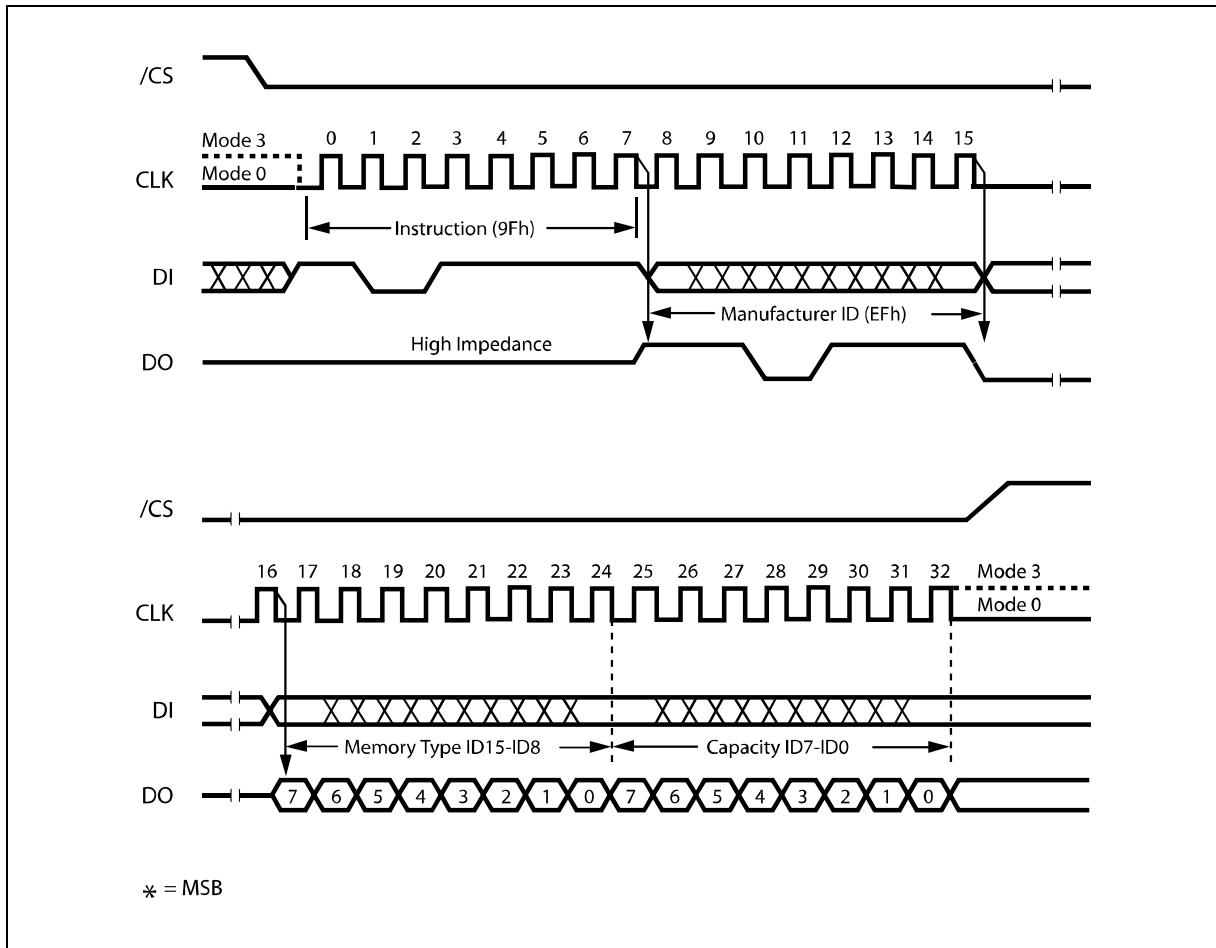 /CS
Mode 3
0 1 2 3 4 5 6 7 8 9 10 11 12 13 14 15
CLK
Mode 0
Instruction (9Fh)
DI
Manufacturer ID (EFh)
High Impedance
DO
/CS
16 17 18 19 20 21 22 23 24 25 26 27 28 29 30 31 32
Mode 3
CLK
Mode 0
DI
Memory Type ID15-ID8
Capacity ID7-ID0
DO
7 6 5 4 3 2 1 0 7 6 5 4 3 2 1 0
* = MSB